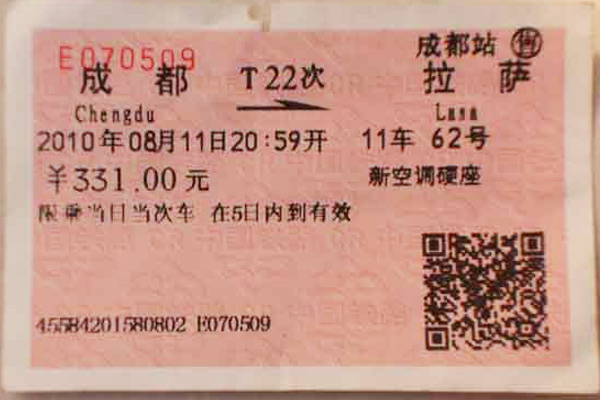 E070509
成都站 售
成都 T22次 拉萨
Chengdu Lasa
2010年08月11日20:59开 11车 62号
￥331.00元 新空调硬座
限乘当日当次车 在5日内到有效
45584201580802 E070509